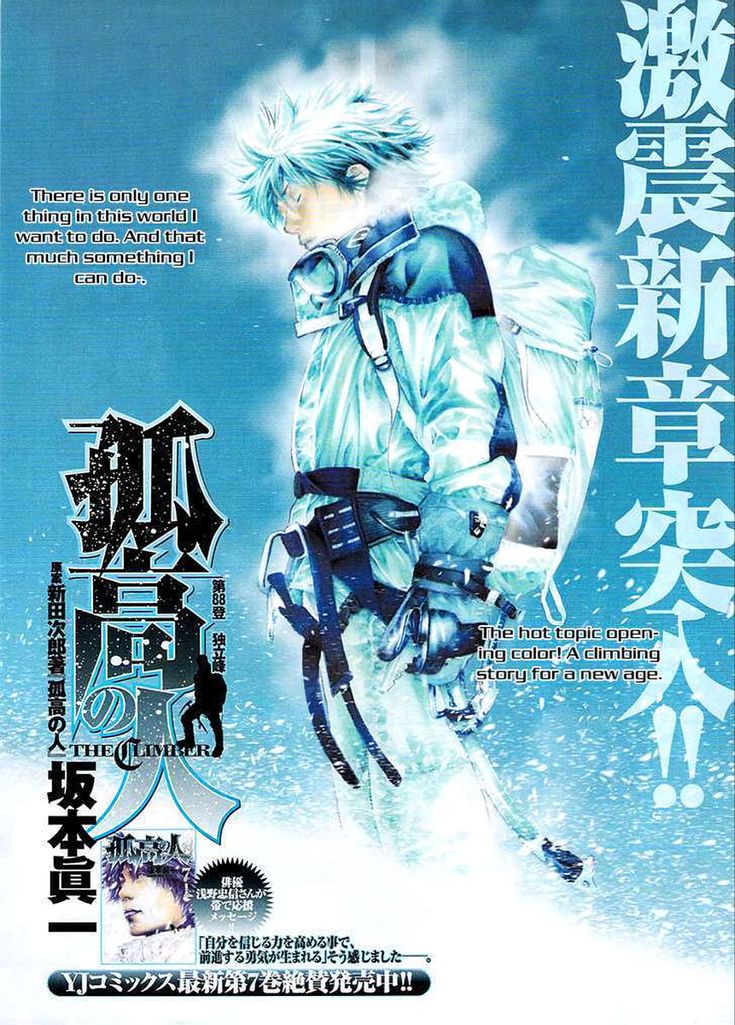 激震新章突入!!
There is only one
thing in this world I
want to do. And that
much something I
can do-.
孤高の人
THE CLIMBER
第88登 独立峰
原案 新田次郎著「孤高の人」
坂本眞一
The hot topic open-
ing color! A climbing
story for a new age.
孤高の人
7
俳優
浅野忠信さんが
帯で応援
メッセージ
!!
「自分を信じる力を高める事で、
前進する勇気が生まれる」そう感じました――。
YJコミックス最新第7巻絶賛発売中!!